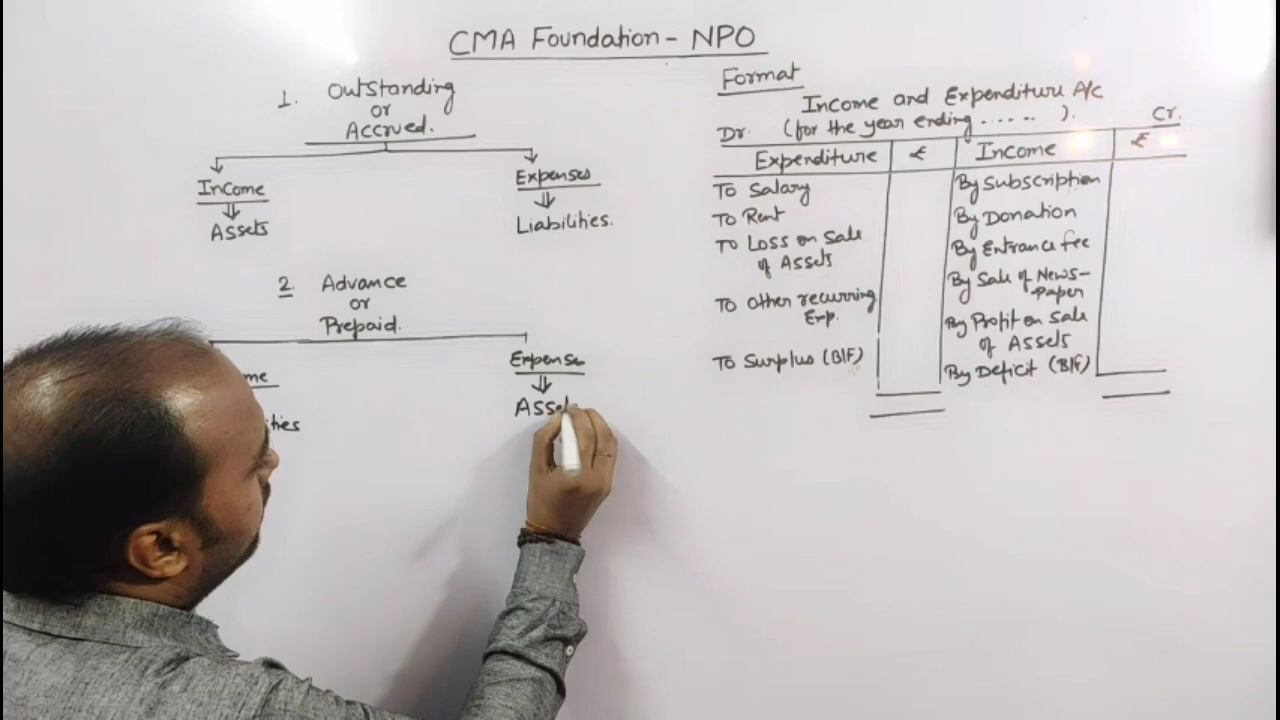 CMA Foundation - NPO
1. Outstanding
or
Accrued.
Income
Expenses
Assets
Liabilities.
2. Advance
or
Prepaid.
Expense
Format
Income and Expenditure A/c
Dr. (for the year ending ...... ). Cr.
Expenditure ₹ Income ₹
To Salary
To Rent
To Loss on Sale
of Assets
To Other recurring
Exp.
To Surplus (B/F)
By Subscription
By Donation
By Entrance fee
By Sale of News-
Paper
By Profit on Sale
of Assets
By Deficit (B/F)